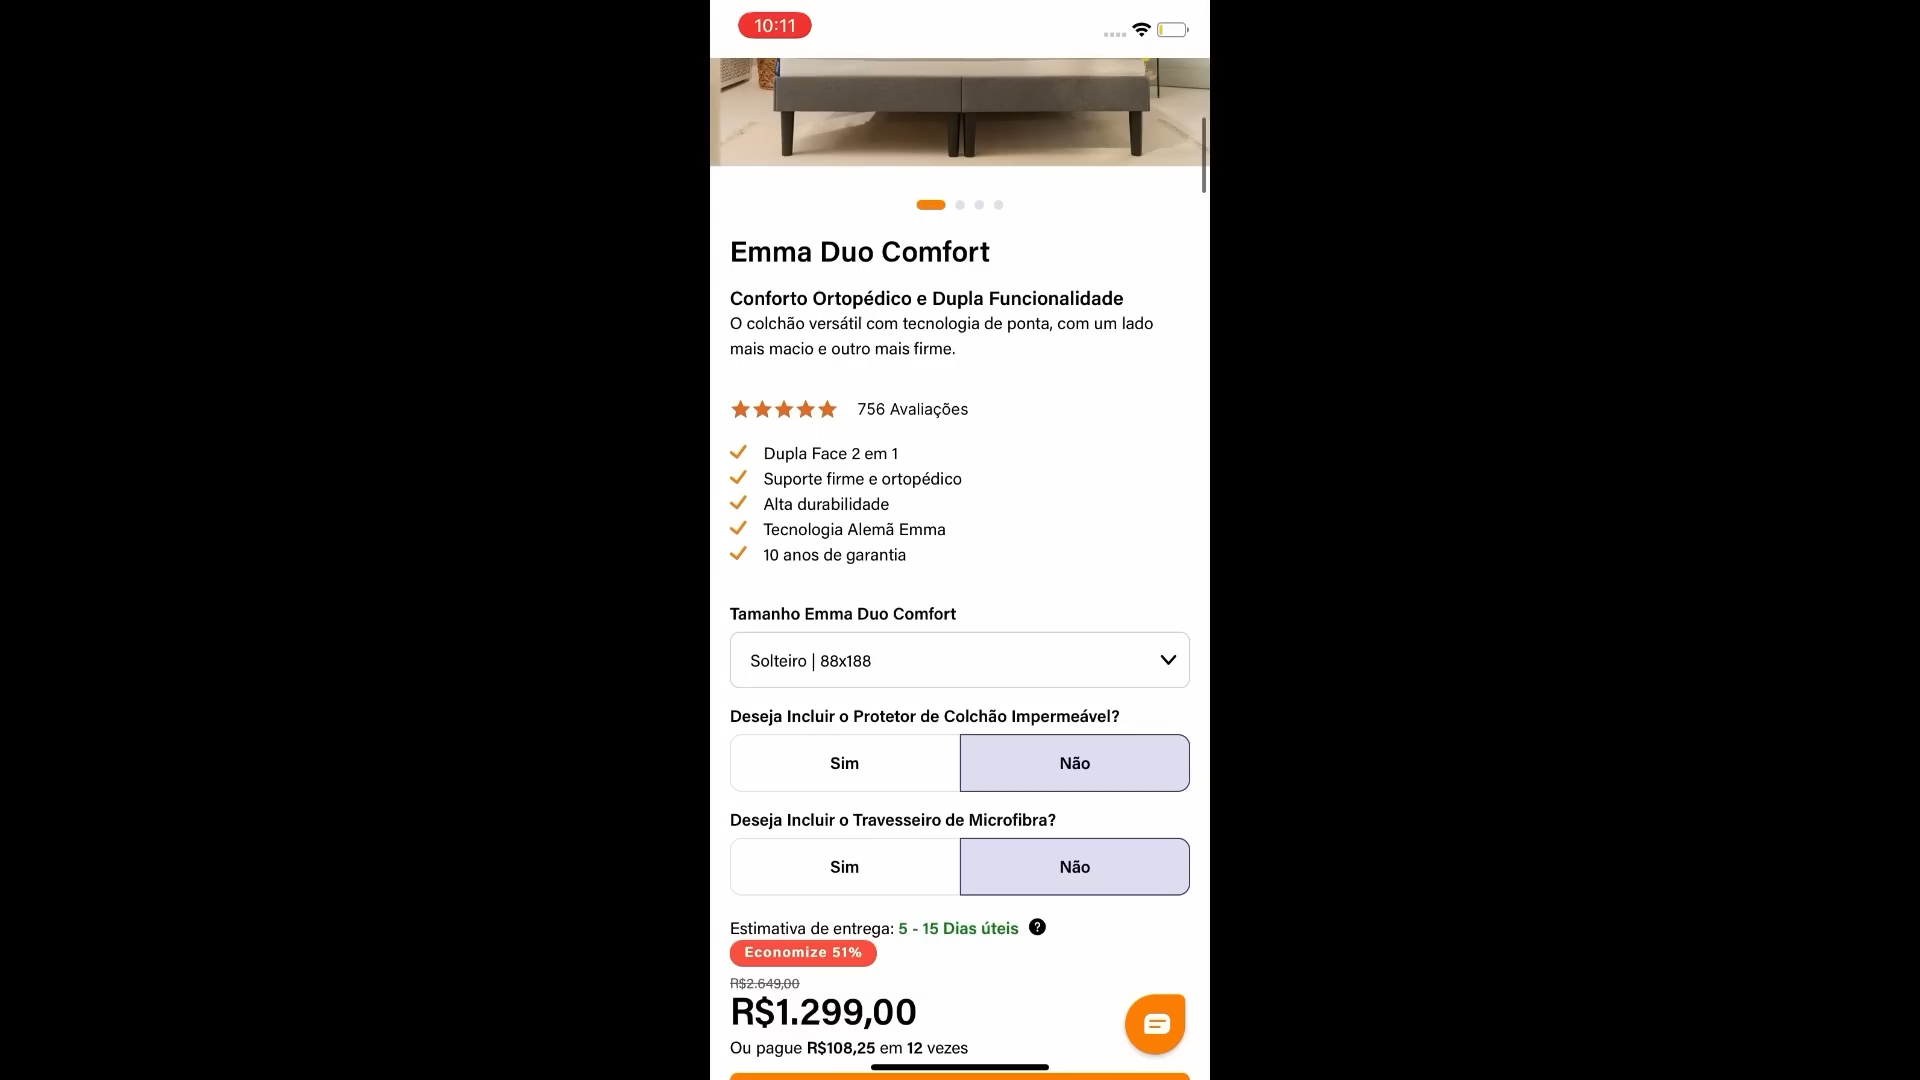 10:11
Emma Duo Comfort
Conforto Ortopédico e Dupla Funcionalidade
O colchão versátil com tecnologia de ponta, com um lado
mais macio e outro mais firme.
756 Avaliações
Dupla Face 2 em 1
Suporte firme e ortopédico
Alta durabilidade
Tecnologia Alemã Emma
10 anos de garantia
Tamanho Emma Duo Comfort
Solteiro | 88x188
Deseja Incluir o Protetor de Colchão Impermeável?
Sim Não
Deseja Incluir o Travesseiro de Microfibra?
Sim Não
Estimativa de entrega: 5 - 15 Dias úteis ?
Economize 51%
R$2.649,00
R$1.299,00
Ou pague R$108,25 em 12 vezes